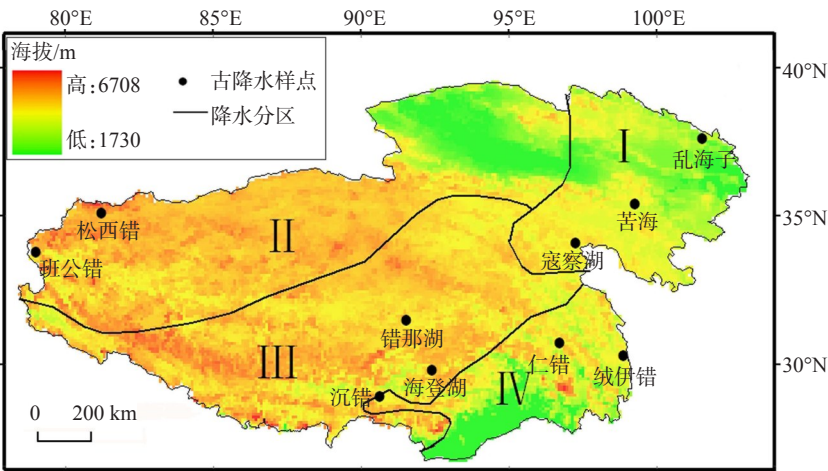 80°E
85°E
90°E
95°E
100°E
海拔/m
高:6708
低:1730
古降水样点
降水分区
40°N
I
乱海子
松西错
II
苦海
35°N
班公错
寇察湖
错那湖
III
仁错
绒伊错
30°N
海登湖
沉错
IV
0 200 km